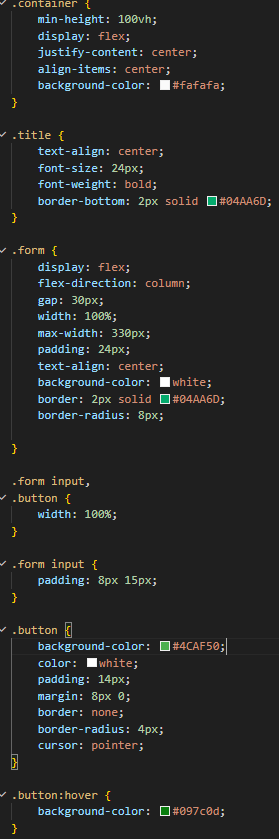 .container {
min-height: 100vh;
display: flex;
justify-content: center;
align-items: center;
background-color: #fafafa;
}
.title {
text-align: center;
font-size: 24px;
font-weight: bold;
border-bottom: 2px solid #04AA6D;
}
.form {
display: flex;
flex-direction: column;
gap: 30px;
width: 100%;
max-width: 330px;
padding: 24px;
text-align: center;
background-color: white;
border: 2px solid #04AA6D;
border-radius: 8px;
}
.form input,
.button {
width: 100%;
}
.form input {
padding: 8px 15px;
}
.button {
background-color: #4CAF50;
color: white;
padding: 14px;
margin: 8px 0;
border: none;
border-radius: 4px;
cursor: pointer;
}
.button:hover {
background-color: #097c0d;
}